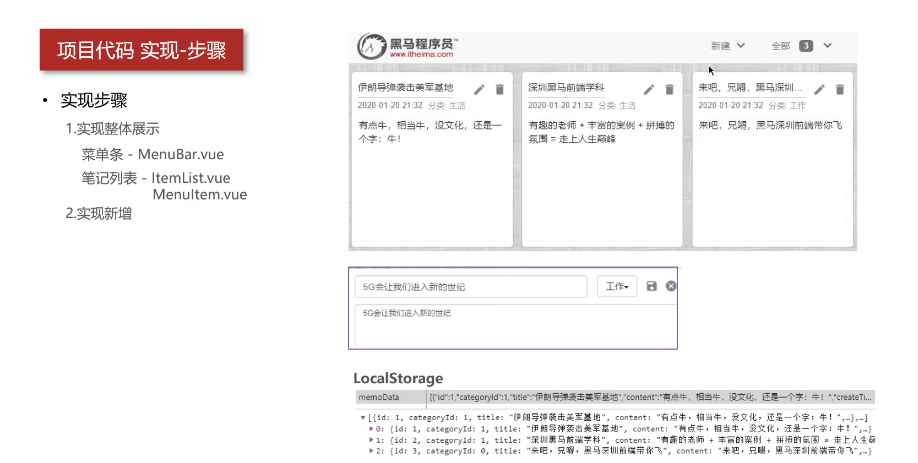 项目代码 实现-步骤
• 实现步骤
1.实现整体展示
菜单条 - MenuBar.vue
笔记列表 - ItemList.vue
MenuItem.vue
2.实现新增
黑马程序员™
www.itheima.com
新建
全部 3
伊朗导弹袭击美军基地
2020-01-20 21:32 分类: 生活
有点牛，相当牛，没文化，还是一
个字：牛！
深圳黑马前端学科
2020-01-20 21:32 分类: 生活
有趣的老师 + 丰富的案例 + 拼搏的
氛围 = 走上人生巅峰
来吧，兄嘚，黑马深圳...
2020-01-20 21:32 分类: 工作
来吧，兄嘚，黑马深圳前端带你飞
5G会让我们进入新的世纪
工作
5G会让我们进入新的世纪
LocalStorage
memoData
[{"id":1,"categoryId":1,"title":"伊朗导弹袭击美军基地","content":"有点牛，相当牛，没文化，还是一个字：牛！","createTi...
▼[{id: 1, categoryId: 1, title: "伊朗导弹袭击美军基地", content: "有点牛，相当牛，没文化，还是一个字：牛！",…},…]
▶0: {id: 1, categoryId: 1, title: "伊朗导弹袭击美军基地", content: "有点牛，相当牛，没文化，还是一个字：牛！",…}
▶1: {id: 2, categoryId: 1, title: "深圳黑马前端学科", content: "有趣的老师 + 丰富的案例 + 拼搏的氛围 = 走上人生巅
▶2: {id: 3, categoryId: 0, title: "来吧，兄嘚，黑马深圳前端带你飞", content: "来吧，兄嘚，黑马深圳前端带你飞",…}